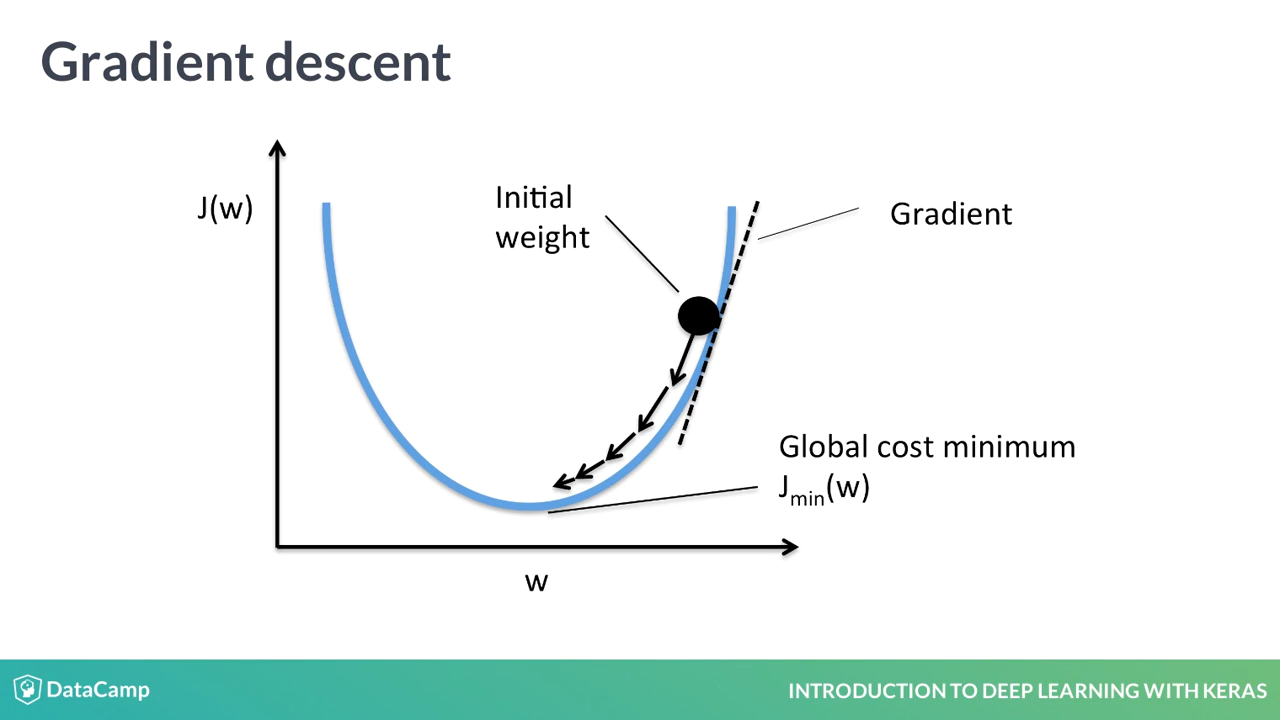 Gradient descent
J(w)
Initial
weight
Gradient
Global cost minimum
Jmin(w)
w
DataCamp
INTRODUCTION TO DEEP LEARNING WITH KERAS